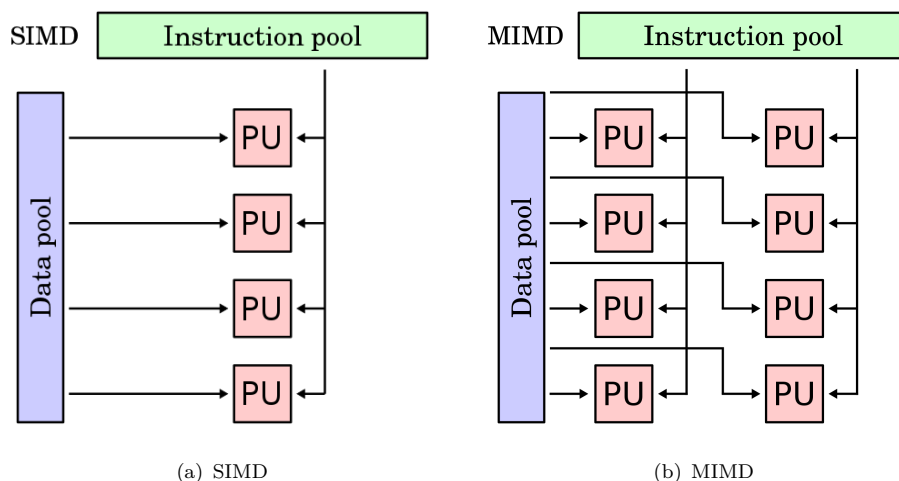 SIMD
Instruction pool
Data pool
PU
PU
PU
PU
(a) SIMD
MIMD
Instruction pool
Data pool
PU
PU
PU
PU
PU
PU
PU
PU
(b) MIMD